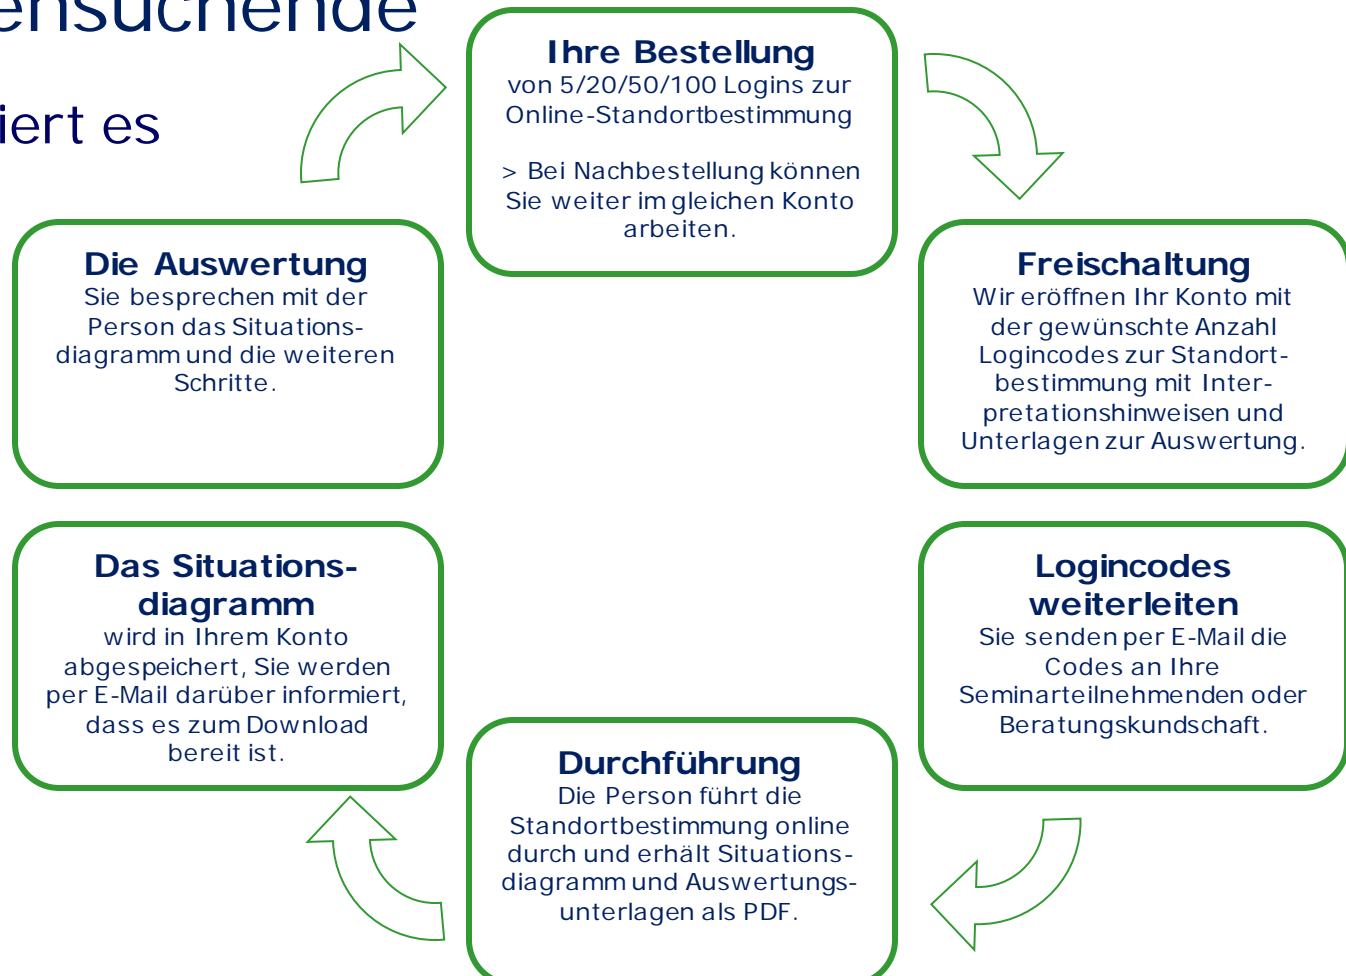 ensuchende
iert es
Ihre Bestellung
von 5/20/50/100 Logins zur
Online-Standortbestimmung
> Bei Nachbestellung können
Sie weiter im gleichen Konto
arbeiten.
Freischaltung
Wir eröffnen Ihr Konto mit
der gewünschte Anzahl
Logincodes zur Standort-
bestimmung mit Inter-
pretationshinweisen und
Unterlagen zur Auswertung.
Logincodes
weiterleiten
Sie senden per E-Mail die
Codes an Ihre
Seminarteilnehmenden oder
Beratungskundschaft.
Durchführung
Die Person führt die
Standortbestimmung online
durch und erhält Situations-
diagramm und Auswertungs-
unterlagen als PDF.
Das Situations-
diagramm
wird in Ihrem Konto
abgespeichert, Sie werden
per E-Mail darüber informiert,
dass es zum Download
bereit ist.
Die Auswertung
Sie besprechen mit der
Person das Situations-
diagramm und die weiteren
Schritte.